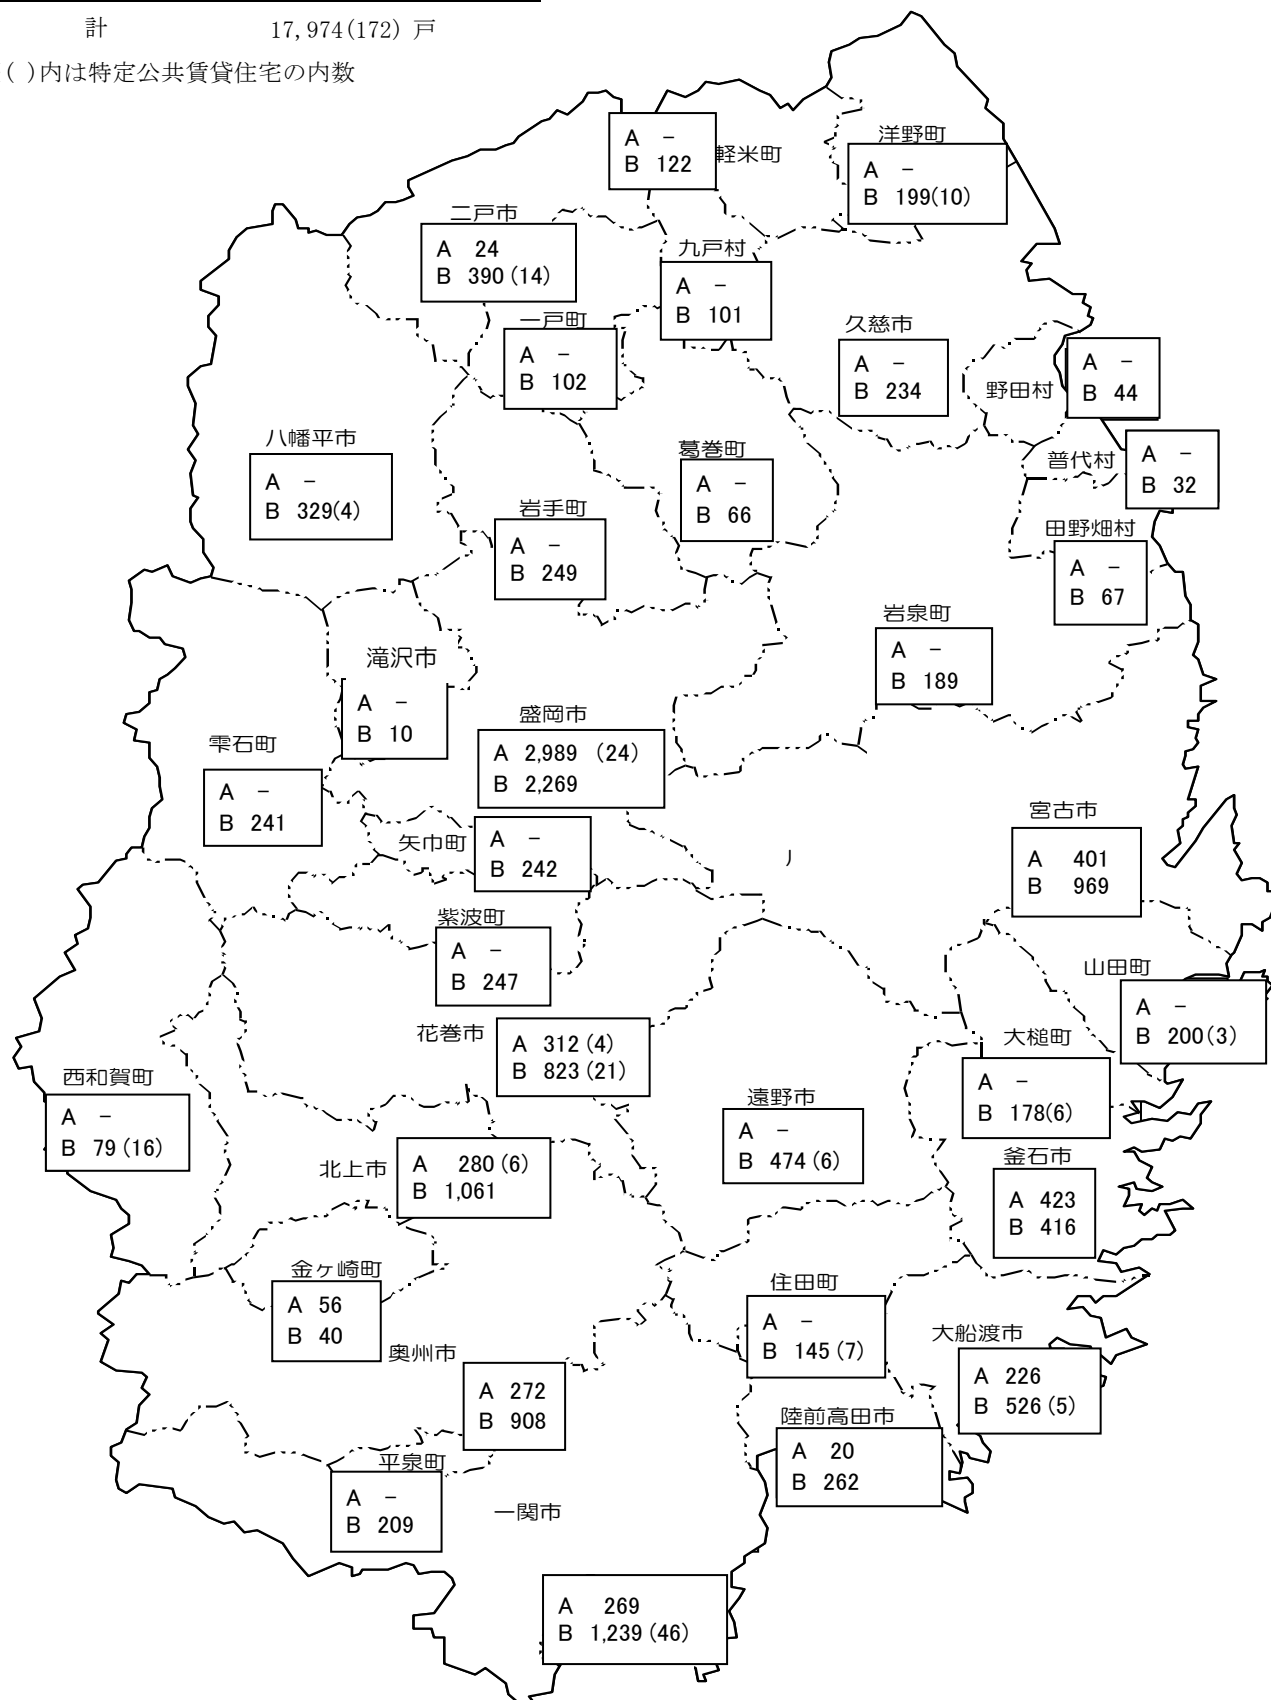 計 17,974(172) 戸
( )内は特定公共賃貸住宅の内数
軽米町
A －
B 122
洋野町
A －
B 199(10)
二戸市
A 24
B 390(14)
九戸村
A －
B 101
一戸町
A －
B 102
久慈市
A －
B 234
野田村
A －
B 44
八幡平市
A －
B 329(4)
葛巻町
A －
B 66
普代村
A －
B 32
岩手町
A －
B 249
田野畑村
A －
B 67
岩泉町
A －
B 189
滝沢市
A －
B 10
盛岡市
A 2,989 (24)
B 2,269
雫石町
A －
B 241
矢巾町
A －
B 242
宮古市
A 401
B 969
紫波町
A －
B 247
山田町
A －
B 200(3)
花巻市
A 312(4)
B 823(21)
大槌町
A －
B 178(6)
西和賀町
A －
B 79(16)
遠野市
A －
B 474(6)
北上市
A 280(6)
B 1,061
釜石市
A 423
B 416
金ヶ崎町
A 56
B 40
住田町
A －
B 145(7)
大船渡市
A 226
B 526(5)
奥州市
A 272
B 908
陸前高田市
A 20
B 262
平泉町
A －
B 209
一関市
A 269
B 1,239(46)